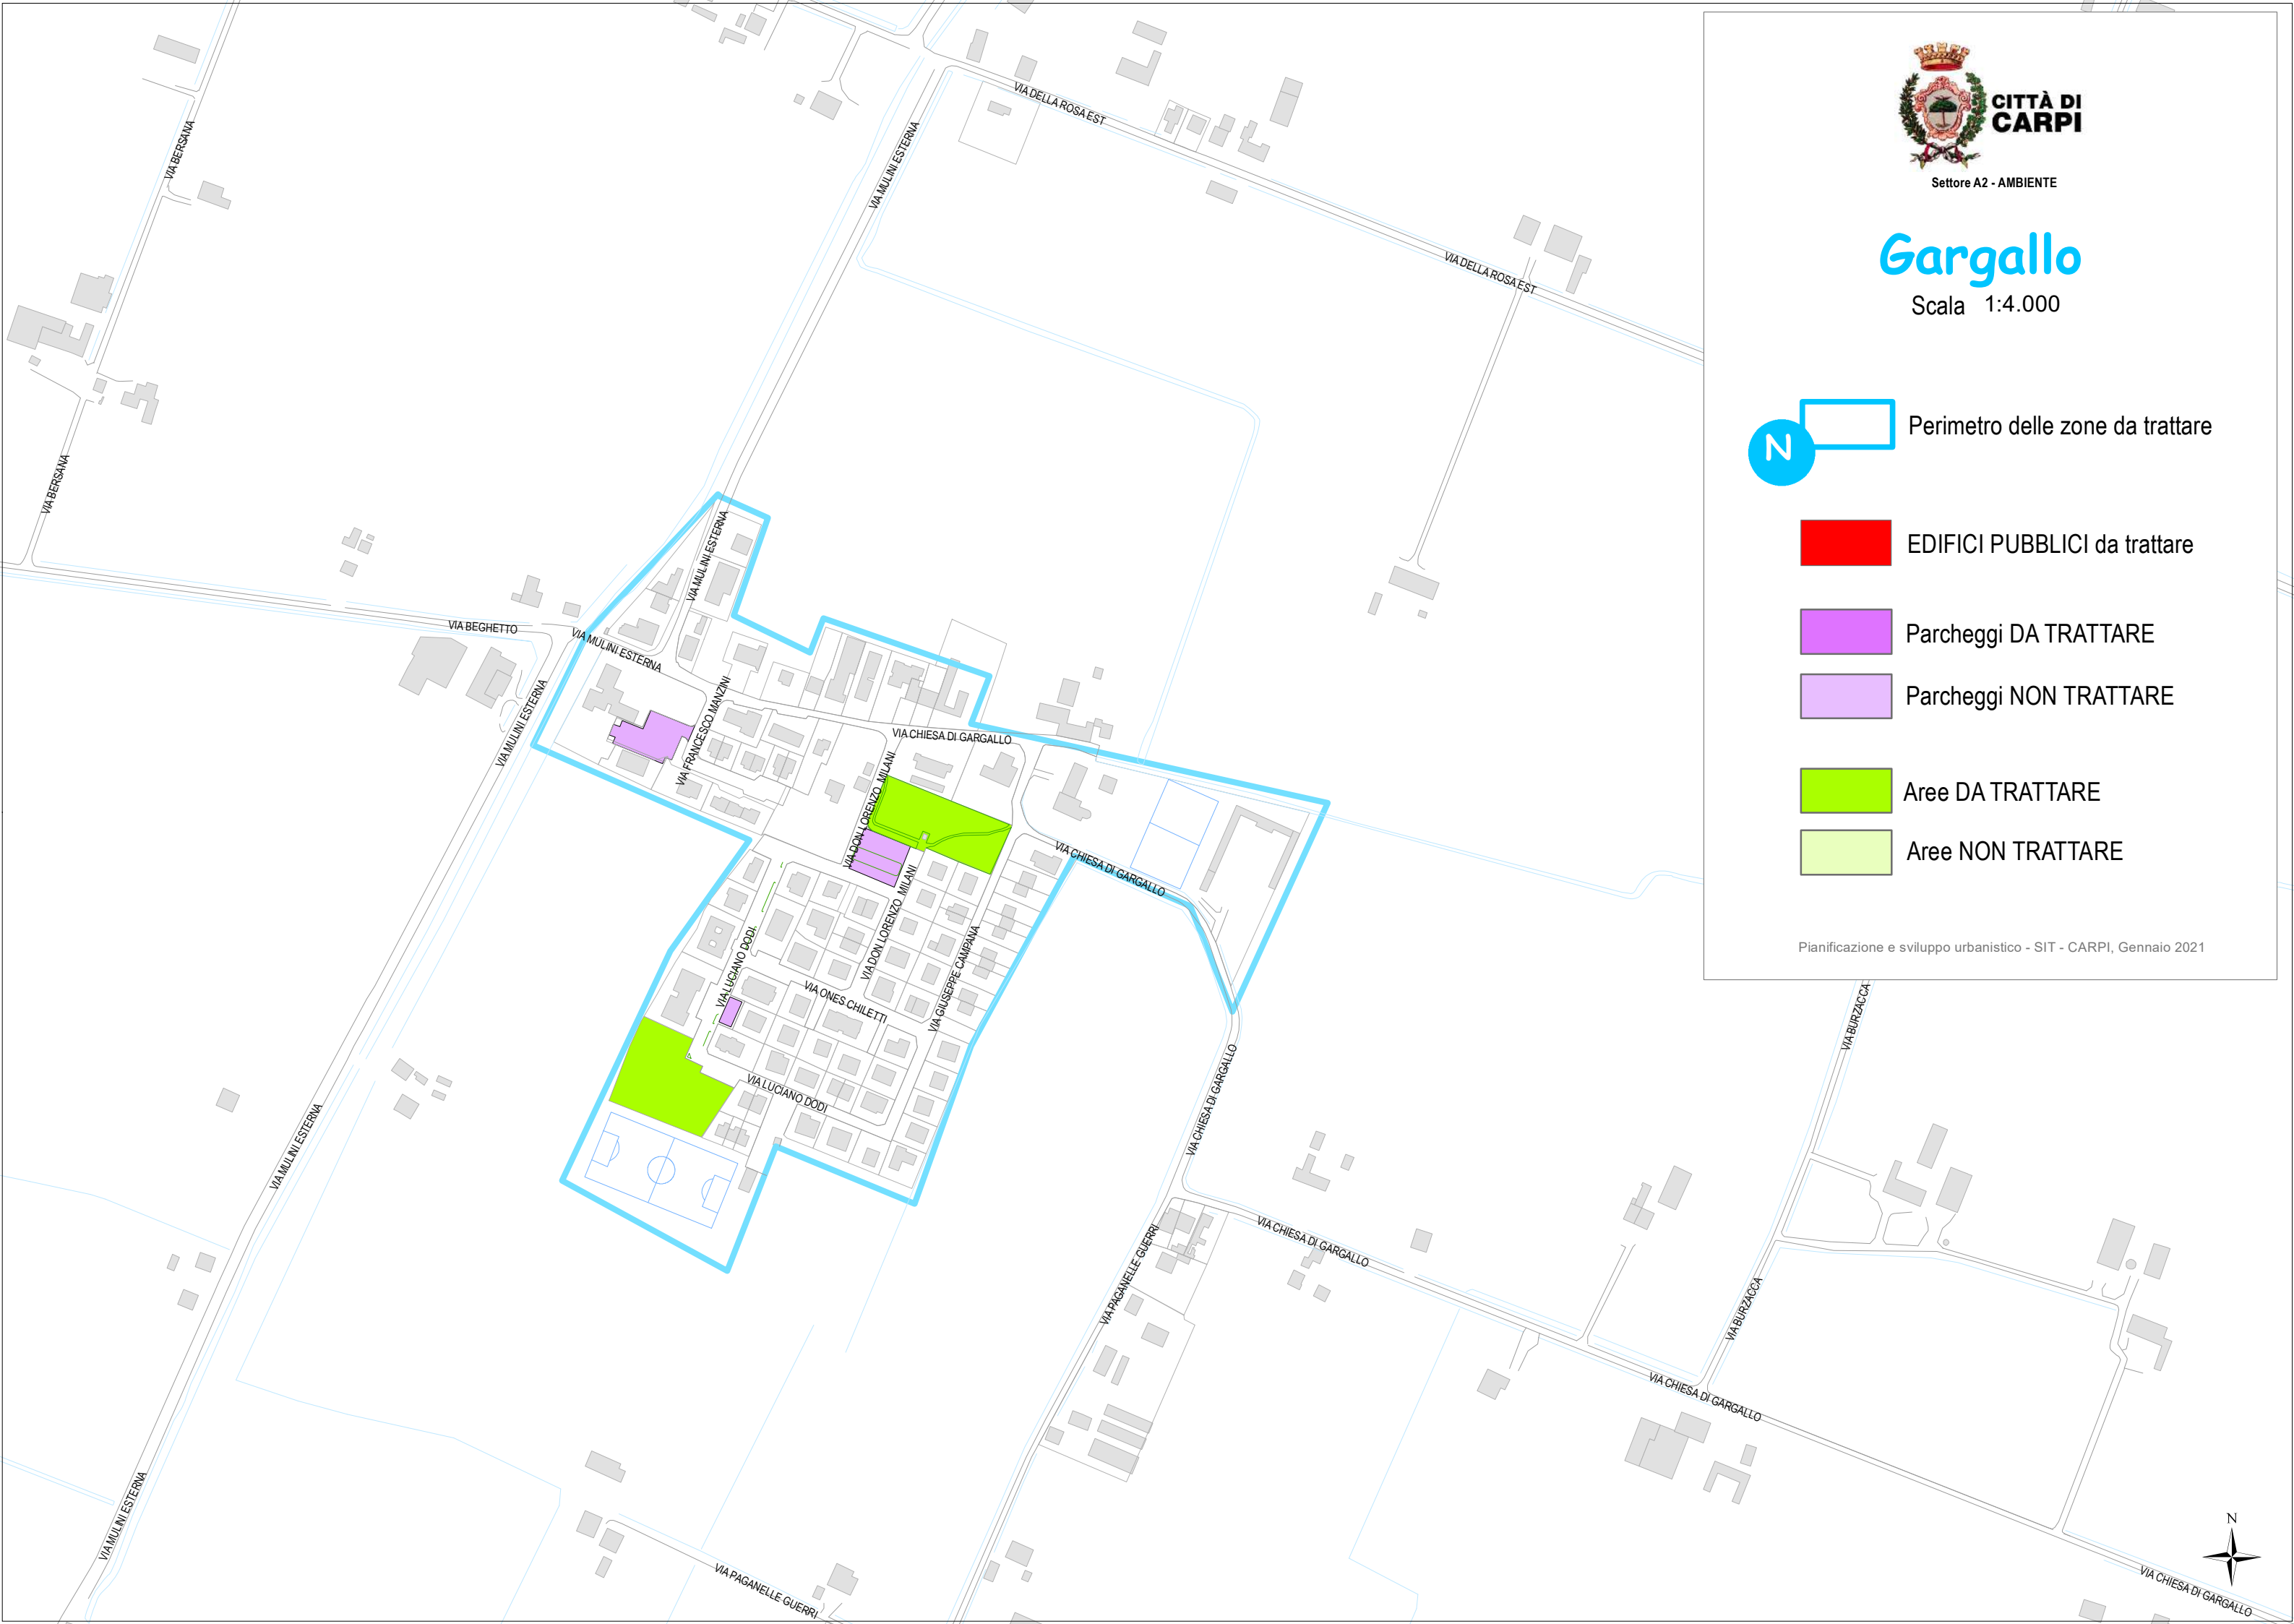 CITTÀ DI
CARPI
Settore A2 - AMBIENTE
Gargallo
Scala 1:4.000
N
Perimetro delle zone da trattare
EDIFICI PUBBLICI da trattare
Parcheggi DA TRATTARE
Parcheggi NON TRATTARE
Aree DA TRATTARE
Aree NON TRATTARE
Pianificazione e sviluppo urbanistico - SIT - CARPI, Gennaio 2021
VIA DELLA ROSA EST
VIA BERSANA
VIA MULINI ESTERNA
VIA DELLA ROSA EST
VIA BERSANA
VIA MULINI ESTERNA
VIA BEGHETTO
VIA MULINI ESTERNA
VIA MULINI ESTERNA
VIA FRANCESCO MANZINI
VIA CHIESA DI GARGALLO
VIA DON LORENZO MILANI
VIA CHIESA DI GARGALLO
VIA DON LORENZO MILANI
VIA LUCIANO DODI
VIA GIUSEPPE CAMPANA
VIA ONES CHILETTI
VIA LUCIANO DODI
VIA BURZACCA
VIA CHIESA DI GARGALLO
VIA MULINI ESTERNA
VIA CHIESA DI GARGALLO
VIA PAGANELLE GUERRI
VIA BURZACCA
VIA CHIESA DI GARGALLO
VIA MULINI ESTERNA
N
VIA PAGANELLE GUERRI
VIA CHIESA DI GARGALLO